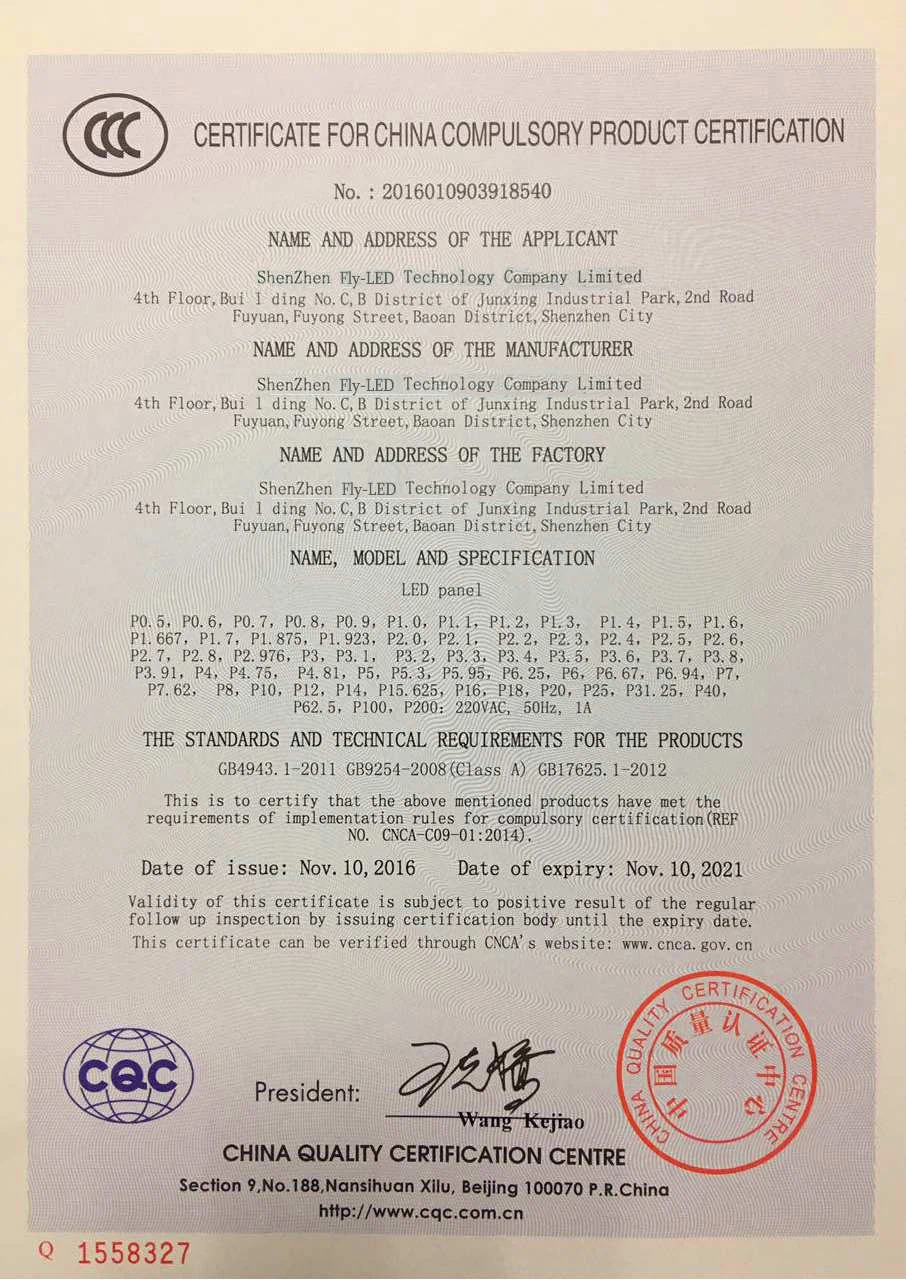 CCC
CERTIFICATE FOR CHINA COMPULSORY PRODUCT CERTIFICATION
No. : 2016010903918540
NAME AND ADDRESS OF THE APPLICANT
ShenZhen Fly-LED Technology Company Limited
4th Floor, Bui l ding No. C, B District of Junxing Industrial Park, 2nd Road
Fuyuan, Fuyong Street, Baoan District, Shenzhen City
NAME AND ADDRESS OF THE MANUFACTURER
ShenZhen Fly-LED Technology Company Limited
4th Floor, Bui l ding No. C, B District of Junxing Industrial Park, 2nd Road
Fuyuan, Fuyong Street, Baoan District, Shenzhen City
NAME AND ADDRESS OF THE FACTORY
ShenZhen Fly-LED Technology Company Limited
4th Floor, Bui l ding No. C, B District of Junxing Industrial Park, 2nd Road
Fuyuan, Fuyong Street, Baoan District, Shenzhen City
NAME, MODEL AND SPECIFICATION
LED panel
P0.5, P0.6, P0.7, P0.8, P0.9, P1.0, P1.1, P1.2, P1.3, P1.4, P1.5, P1.6,
P1.667, P1.7, P1.875, P1.923, P2.0, P2.1, P2.2, P2.3, P2.4, P2.5, P2.6,
P2.7, P2.8, P2.976, P3, P3.1, P3.2, P3.3, P3.4, P3.5, P3.6, P3.7, P3.8,
P3.91, P4, P4.75, P4.81, P5, P5.3, P5.95, P6.25, P6, P6.67, P6.94, P7,
P7.62, P8, P10, P12, P14, P15.625, P16, P18, P20, P25, P31.25, P40,
P62.5, P100, P200: 220VAC, 50Hz, 1A
THE STANDARDS AND TECHNICAL REQUIREMENTS FOR THE PRODUCTS
GB4943.1-2011 GB9254-2008(Class A) GB17625.1-2012
This is to certify that the above mentioned products have met the
requirements of implementation rules for compulsory certification(REF
NO. CNCA-C09-01:2014).
Date of issue: Nov. 10, 2016 Date of expiry: Nov. 10, 2021
Validity of this certificate is subject to positive result of the regular
follow up inspection by issuing certification body until the expiry date.
This certificate can be verified through CNCA's website: www.cnca.gov.cn
CHINA QUALITY CERTIFICATION CENTRE
中国质量认证中心
CQC
President:
王克娇
Wang Kejiao
CHINA QUALITY CERTIFICATION CENTRE
Section 9, No.188, Nansihuan Xilu, Beijing 100070 P.R.China
http://www.cqc.com.cn
Q 1558327